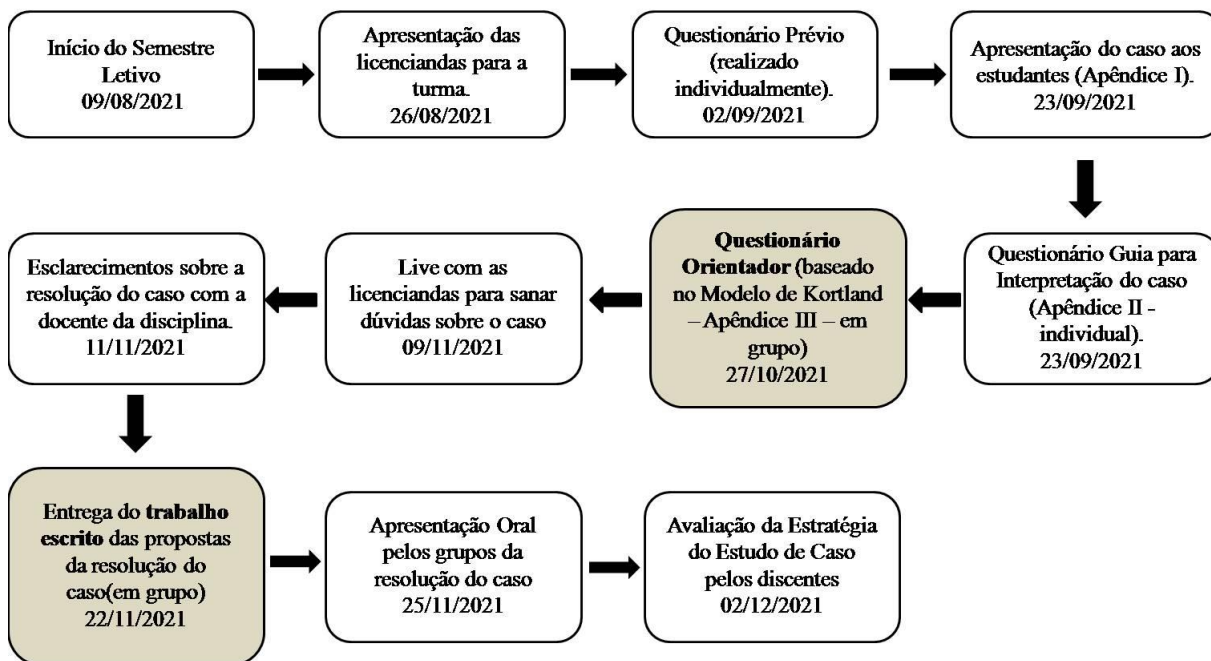 Início do Semestre
Letivo
09/08/2021
Apresentação das
licenciandas para a
turma.
26/08/2021
Questionário Prévio
(realizado
individualmente).
02/09/2021
Apresentação do caso aos
estudantes (Apêndice I).
23/09/2021
Questionário Guia para
Interpretação do caso
(Apêndice II -
individual).
23/09/2021
Questionário
Orientador (baseado
no Modelo de Kortland
– Apêndice III – em
grupo)
27/10/2021
Live com as
licenciandas para sanar
dúvidas sobre o caso
09/11/2021
Esclarecimentos sobre a
resolução do caso com a
docente da disciplina.
11/11/2021
Entrega do trabalho
escrito das propostas
da resolução do
caso(em grupo)
22/11/2021
Apresentação Oral
pelos grupos da
resolução do caso
25/11/2021
Avaliação da Estratégia
do Estudo de Caso
pelos discentes
02/12/2021